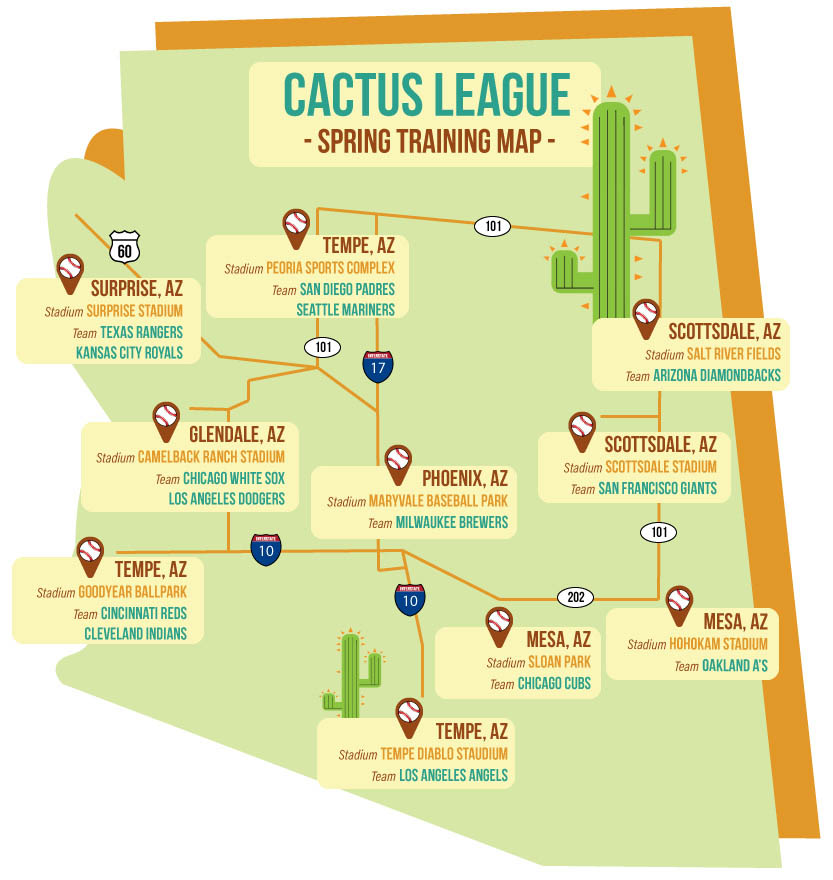 CACTUS LEAGUE
- SPRING TRAINING MAP -
101
60
TEMPE, AZ
Stadium PEORIA SPORTS COMPLEX
Team SAN DIEGO PADRES
SEATTLE MARINERS
SURPRISE, AZ
Stadium SURPRISE STADIUM
Team TEXAS RANGERS
KANSAS CITY ROYALS
101
INTERSTATE
17
SCOTTSDALE, AZ
Stadium SALT RIVER FIELDS
Team ARIZONA DIAMONDBACKS
GLENDALE, AZ
Stadium CAMELBACK RANCH STADIUM
Team CHICAGO WHITE SOX
LOS ANGELES DODGERS
SCOTTSDALE, AZ
Stadium SCOTTSDALE STADIUM
Team SAN FRANCISCO GIANTS
PHOENIX, AZ
Stadium MARYVALE BASEBALL PARK
Team MILWAUKEE BREWERS
101
INTERSTATE
10
TEMPE, AZ
Stadium GOODYEAR BALLPARK
Team CINCINNATI REDS
CLEVELAND INDIANS
INTERSTATE
10
202
MESA, AZ
Stadium HOHOKAM STADIUM
Team OAKLAND A'S
MESA, AZ
Stadium SLOAN PARK
Team CHICAGO CUBS
TEMPE, AZ
Stadium TEMPE DIABLO STAUDIUM
Team LOS ANGELES ANGELS